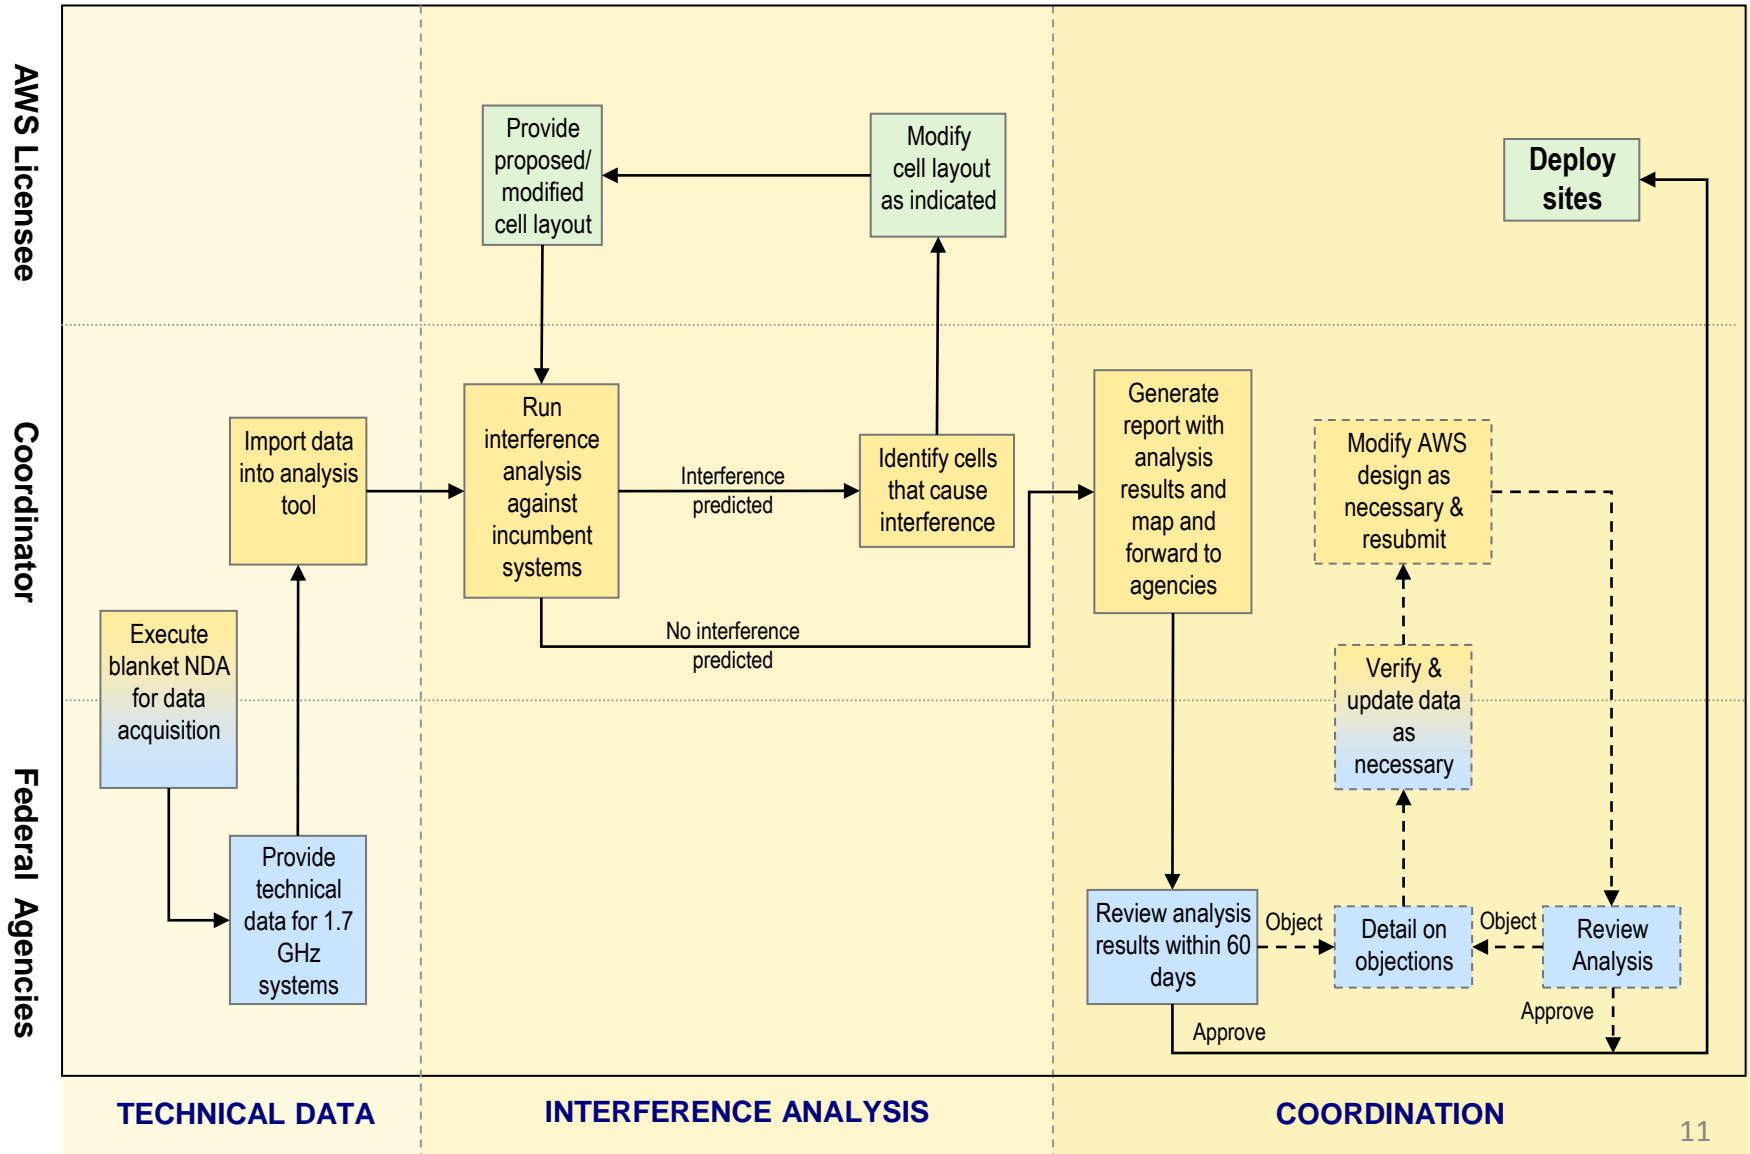 AWS Licensee
Coordinator
Federal Agencies
Provide
proposed/
modified
cell layout
Modify
cell layout
as indicated
Deploy
sites
Import data
into analysis
tool
Run
interference
analysis
against
incumbent
systems
Interference
predicted
Identify cells
that cause
interference
No interference
predicted
Generate
report with
analysis
results and
map and
forward to
agencies
Modify AWS
design as
necessary &
resubmit
Execute
blanket NDA
for data
acquisition
Verify &
update data
as
necessary
Provide
technical
data for 1.7
GHz
systems
Review analysis
results within 60
days
Object
Detail on
objections
Object
Review
Analysis
Approve
Approve
TECHNICAL DATA
INTERFERENCE ANALYSIS
COORDINATION
11